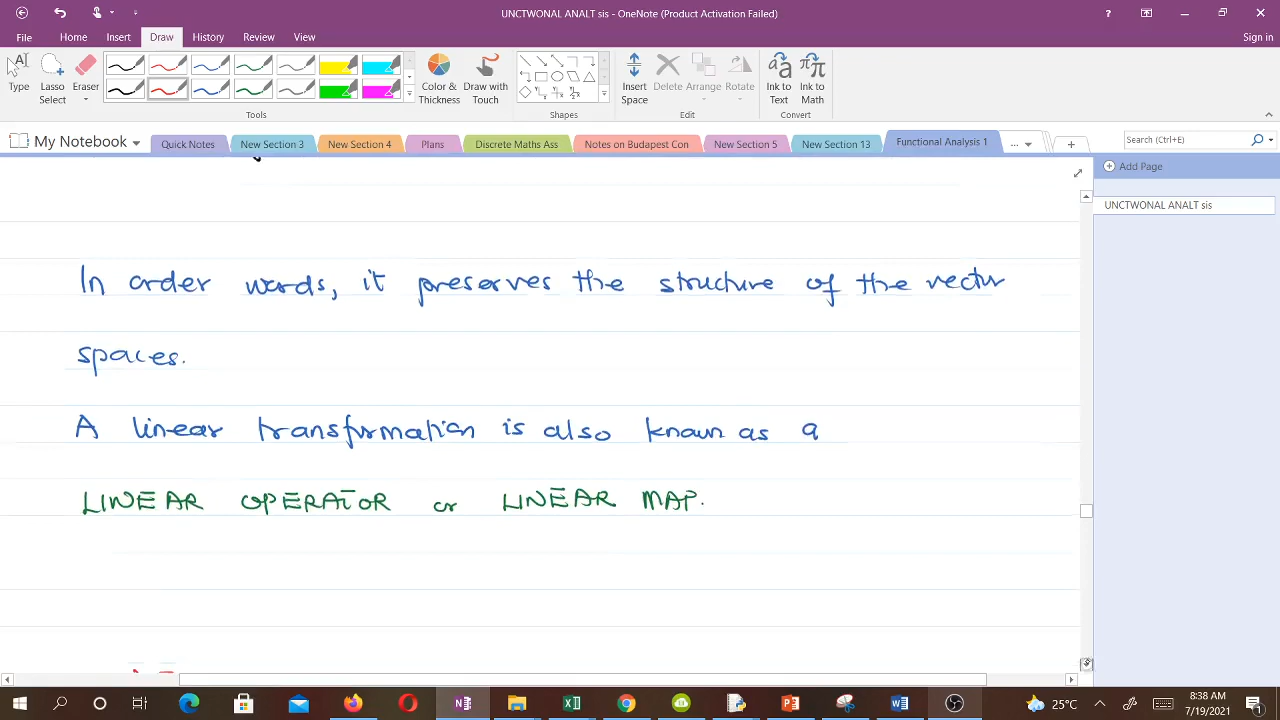 UNCTWONAL ANALT sis - OneNote (Product Activation Failed)
File Home Insert Draw History Review View Sign in
Type Lasso Select Eraser Color & Thickness Draw with Touch Insert Space Delete Arrange Rotate Ink to Text Ink to Math
Tools Shapes Edit Convert
My Notebook Quick Notes New Section 3 New Section 4 Plans Discrete Maths Ass Notes on Budapest Con New Section 5 New Section 13 Functional Analysis 1 ... Search (Ctrl+E)
Add Page
UNCTWONAL ANALT sis
In order words, it preserves the structure of the vector
spaces.
A linear transformation is also known as a
LINEAR OPERATOR or LINEAR MAP.
25°C 8:38 AM
7/19/2021